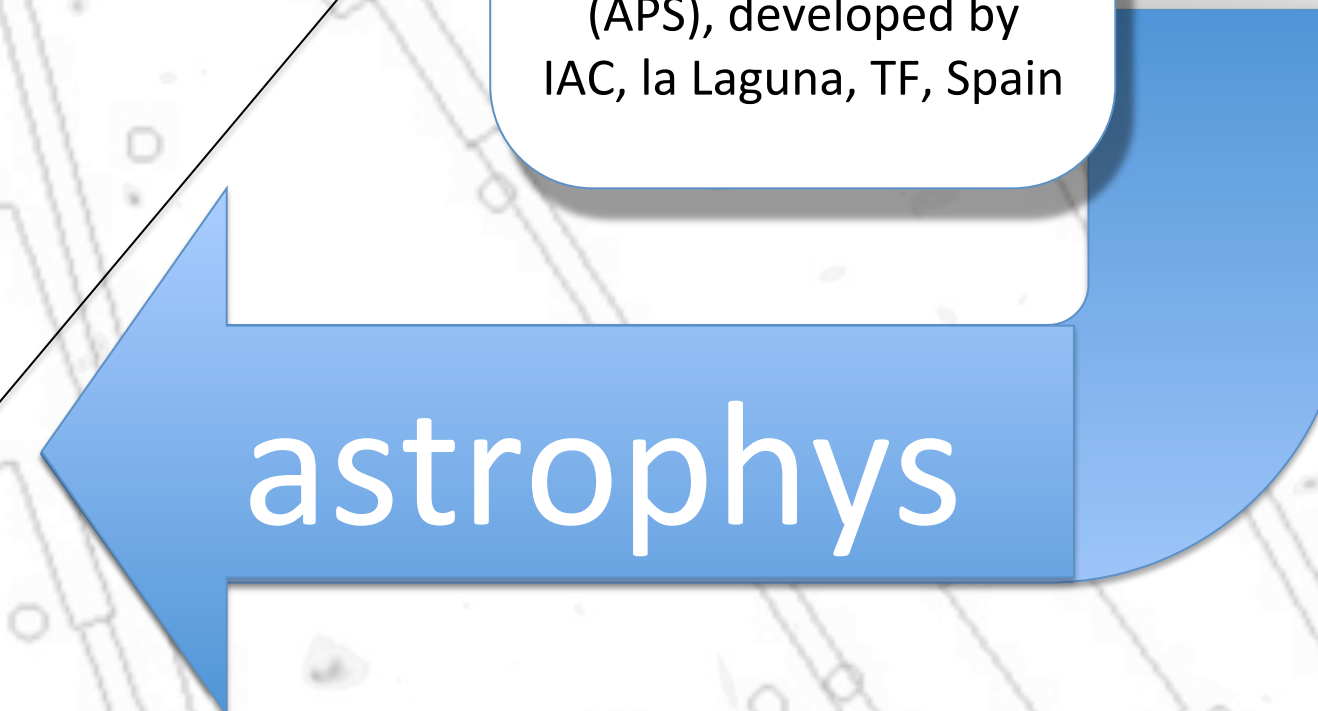 (APS), developed by
IAC, la Laguna, TF, Spain
astrophys